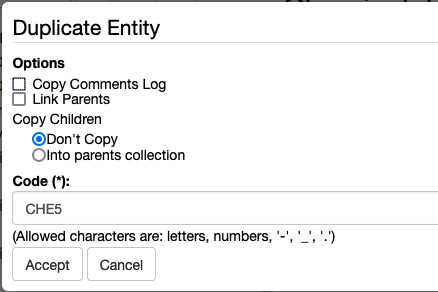 Duplicate Entity
Options
Copy Comments Log
Link Parents
Copy Children
Don't Copy
Into parents collection
Code (*):
CHE5
(Allowed characters are: letters, numbers, '-', '_', '.')
Accept Cancel